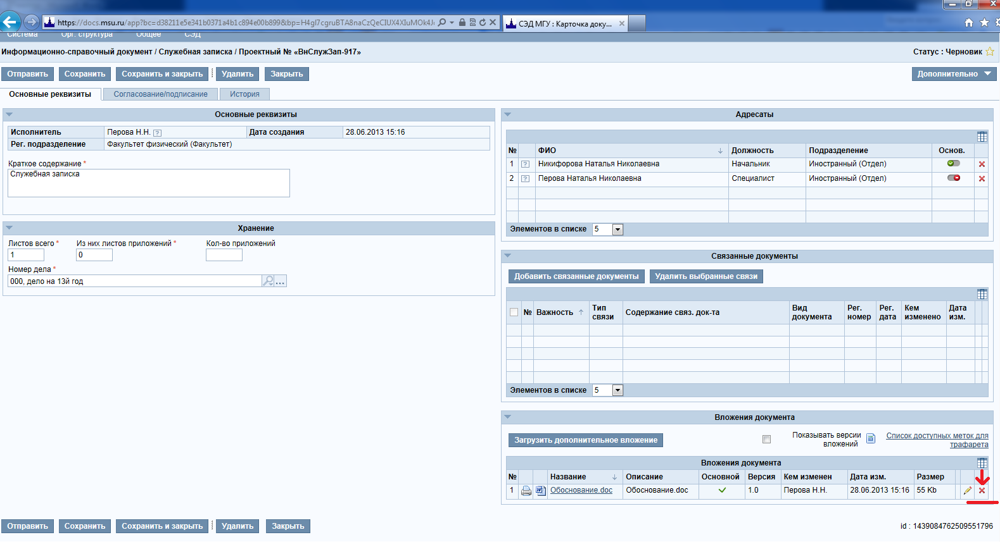 https://docs.msu.ru/app?bc=d38211e5e341b0371a4b1c894e00b899&bp=H4gl7cgruBTA8naCzQeCIUX4XIuMOk4J
СЭД МГУ : Карточка доку...
Система Орг. структура Общее СЭД
Информационно-справочный документ / Служебная записка / Проектный № «ВнСлужЗап-917»
Статус : Черновик
Отправить Сохранить Сохранить и закрыть Удалить Закрыть
Дополнительно
Основные реквизиты Согласование/подписание История
Основные реквизиты
Исполнитель Перова Н.Н. ? Дата создания 28.06.2013 15:16
Рег. подразделение Факультет физический (Факультет)
Краткое содержание *
Служебная записка
Хранение
Листов всего * Из них листов приложений * Кол-во приложений
1 0
Номер дела *
000, дело на 13й год ...
Адресаты
№ ФИО Должность Подразделение Основ.
1 ? Никифорова Наталья Николаевна Начальник Иностранный (Отдел)
2 ? Перова Наталья Николаевна Специалист Иностранный (Отдел)
Элементов в списке 5
Связанные документы
Добавить связанные документы Удалить выбранные связи
№ Важность Тип связи Содержание связ. док-та Вид документа Рег. номер Рег. дата Кем изменено Дата изм.
Элементов в списке 5
Вложения документа
Загрузить дополнительное вложение Показывать версии вложений Список доступных меток для трафарета
Вложения документа
№ Название Описание Основной Версия Кем изменен Дата изм. Размер
1 Обоснование.doc Обоснование.doc 1.0 Перова Н.Н. 28.06.2013 15:16 55 Kb
Отправить Сохранить Сохранить и закрыть Удалить Закрыть
id : 1439084762509551796